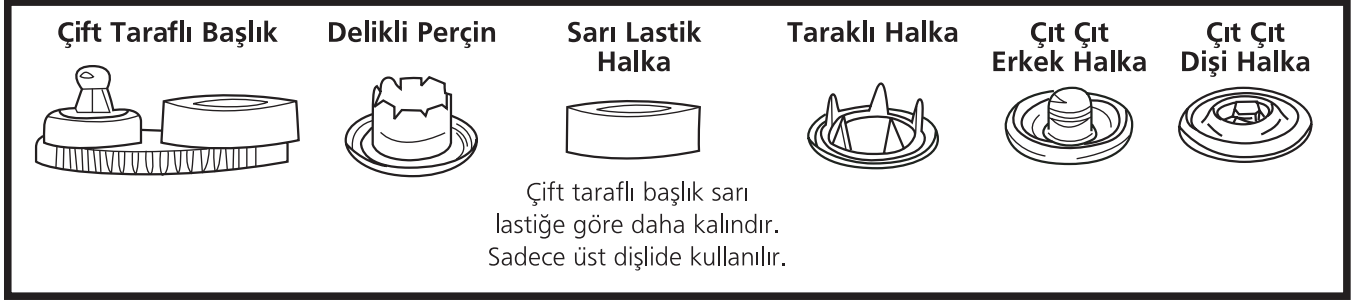 Çift Taraflı Başlık
Delikli Perçin
Sarı Lastik
Halka
Taraklı Halka
Çıt Çıt
Erkek Halka
Çıt Çıt
Dişi Halka
Çift taraflı başlık sarı
lastiğe göre daha kalındır.
Sadece üst dişlide kullanılır.